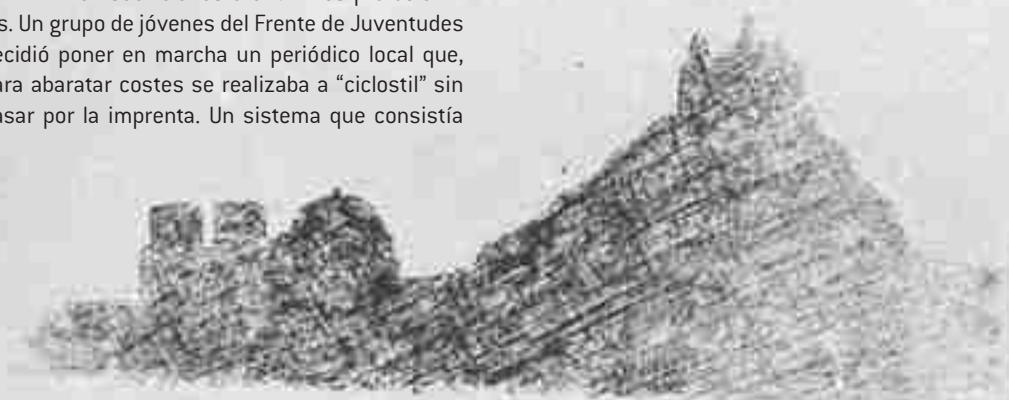 s. Un grupo de jóvenes del Frente de Juventudes
ecidió poner en marcha un periódico local que,
ara abaratar costes se realizaba a “ciclostil” sin
asar por la imprenta. Un sistema que consistía